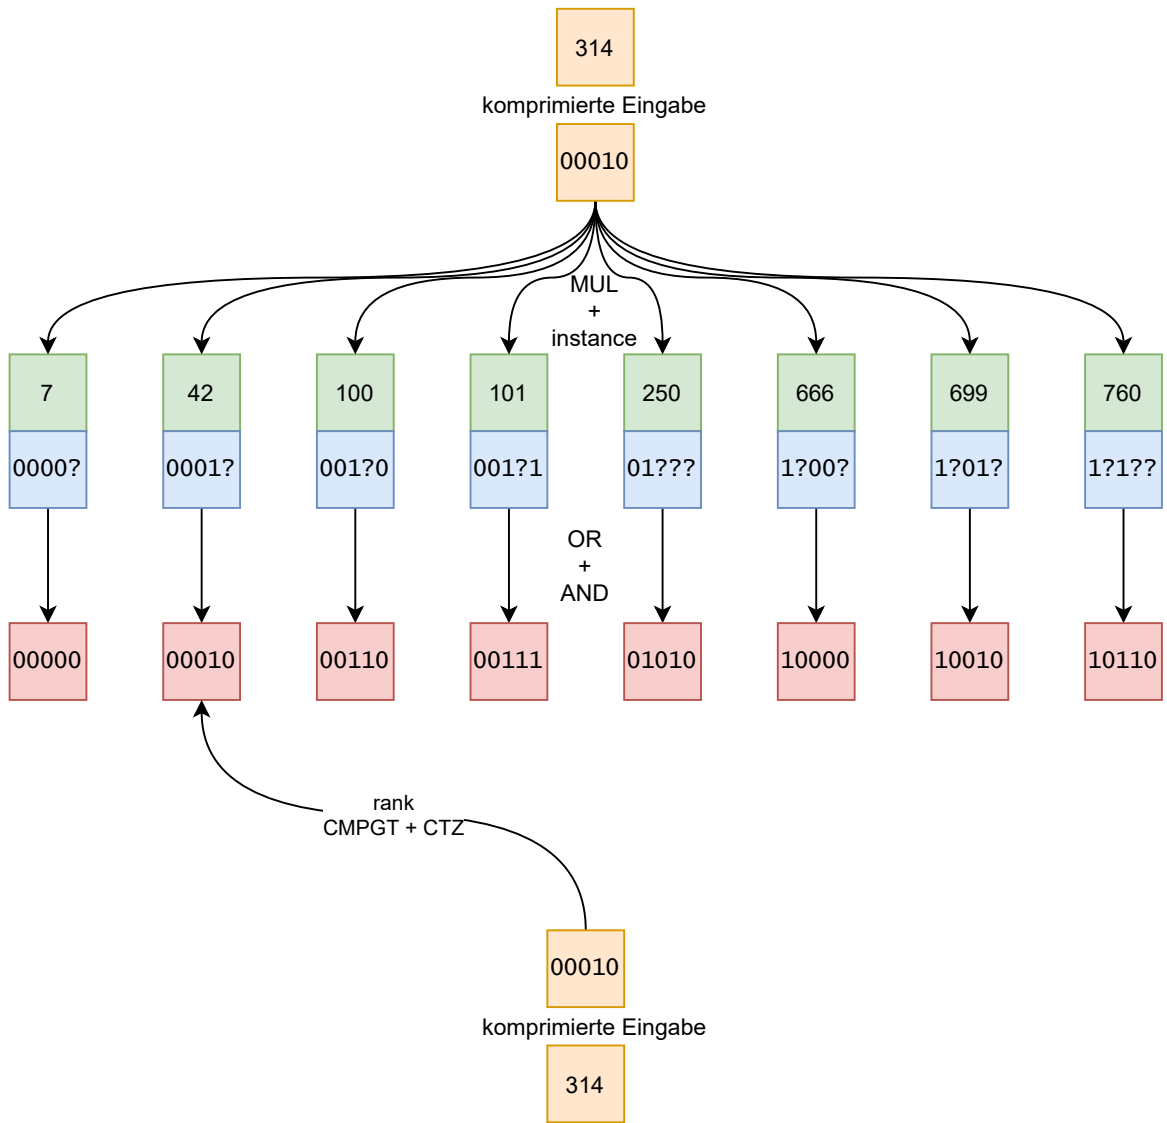 314
komprimierte Eingabe
00010
MUL
+
instance
7 42 100 101 250 666 699 760
0000? 0001? 001?0 001?1 01??? 1?00? 1?01? 1?1??
OR
+
AND
00000 00010 00110 00111 01010 10000 10010 10110
rank
CMPGT + CTZ
00010
komprimierte Eingabe
314